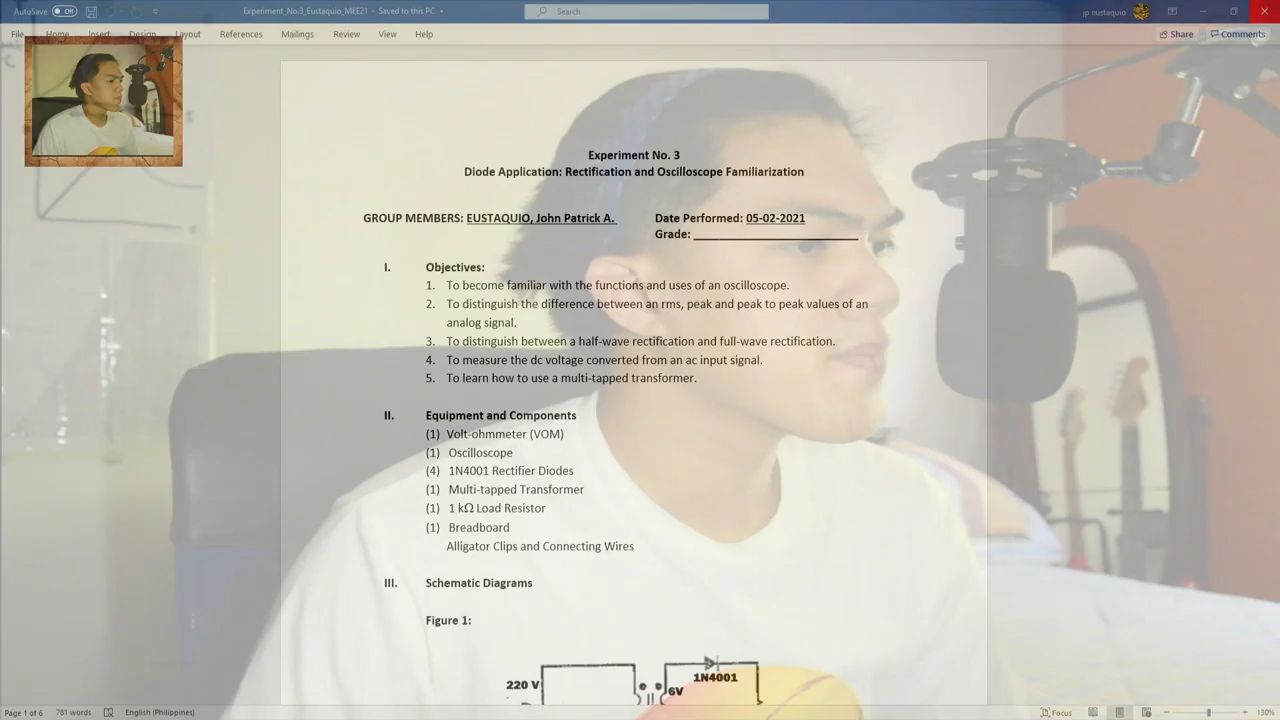 AutoSave Off Experiment_No.3_Eustaquio_MEE21 - Saved to this PC Search jp eustaquio
File Home Insert Design Layout References Mailings Review View Help Share Comments
Experiment No. 3
Diode Application: Rectification and Oscilloscope Familiarization
GROUP MEMBERS: EUSTAQUIO, John Patrick A. Date Performed: 05-02-2021
Grade: ___________________________
I. Objectives:
1. To become familiar with the functions and uses of an oscilloscope.
2. To distinguish the difference between an rms, peak and peak to peak values of an
analog signal.
3. To distinguish between a half-wave rectification and full-wave rectification.
4. To measure the dc voltage converted from an ac input signal.
5. To learn how to use a multi-tapped transformer.
II. Equipment and Components
(1) Volt-ohmmeter (VOM)
(1) Oscilloscope
(4) 1N4001 Rectifier Diodes
(1) Multi-tapped Transformer
(1) 1 kΩ Load Resistor
(1) Breadboard
Alligator Clips and Connecting Wires
III. Schematic Diagrams
Figure 1:
1N4001
220 V 6V
Page 1 of 6 781 words English (Philippines) Focus 130%